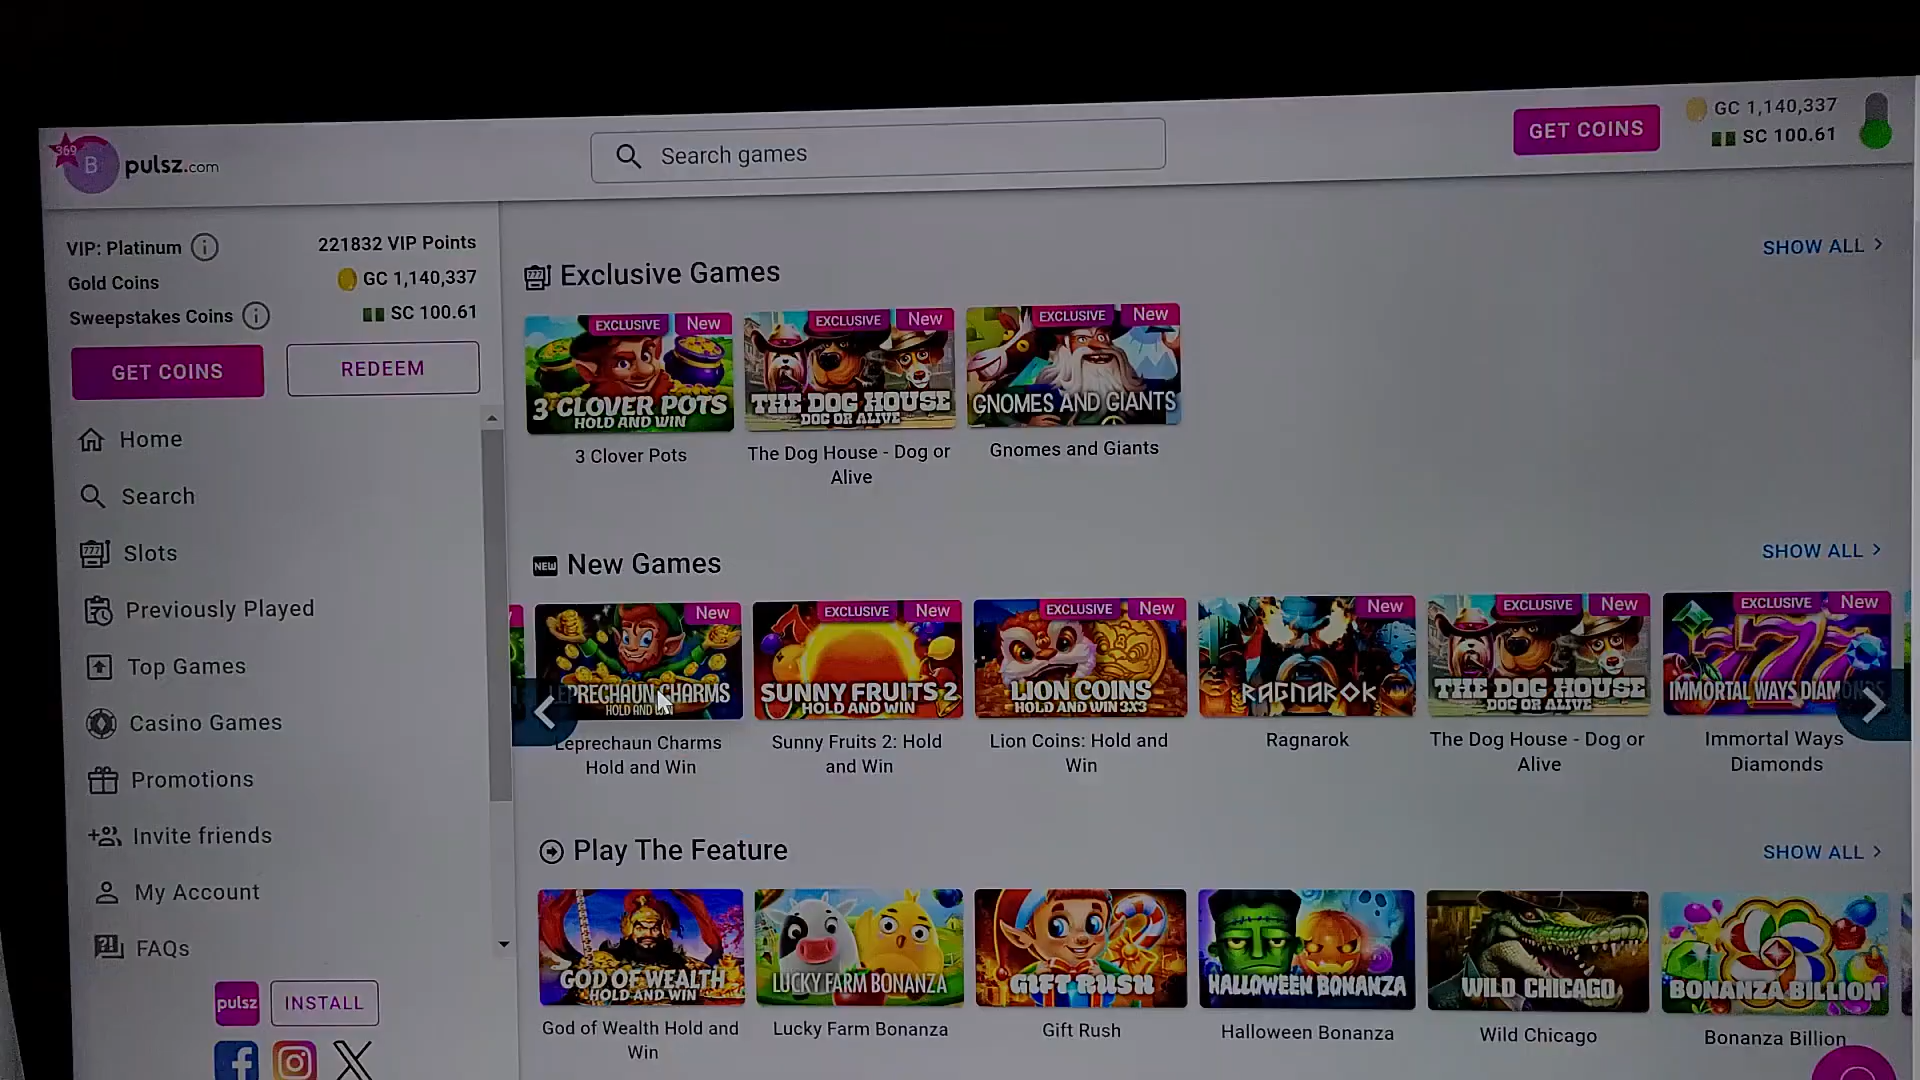 369
B
pulsz.com
Search games
GET COINS
GC 1,140,337
SC 100.61
VIP: Platinum
221832 VIP Points
Gold Coins
GC 1,140,337
Sweepstakes Coins
SC 100.61
GET COINS
REDEEM
Home
Search
777
Slots
Previously Played
Top Games
Casino Games
Promotions
Invite friends
My Account
FAQs
pulsz
INSTALL
777
Exclusive Games
SHOW ALL
EXCLUSIVE New
3 CLOVER POTS
HOLD AND WIN
3 Clover Pots
EXCLUSIVE New
THE DOG HOUSE
DOG OR ALIVE
The Dog House - Dog or
Alive
EXCLUSIVE New
GNOMES AND GIANTS
Gnomes and Giants
NEW
New Games
SHOW ALL
New
LEPRECHAUN CHARMS
HOLD AND WIN
Leprechaun Charms
Hold and Win
EXCLUSIVE New
SUNNY FRUITS 2
HOLD AND WIN
Sunny Fruits 2: Hold
and Win
EXCLUSIVE New
LION COINS
HOLD AND WIN 3X3
Lion Coins: Hold and
Win
New
RAGNAROK
Ragnarok
EXCLUSIVE New
THE DOG HOUSE
DOG OR ALIVE
The Dog House - Dog or
Alive
EXCLUSIVE New
777
IMMORTAL WAYS DIAMONDS
Immortal Ways
Diamonds
Play The Feature
SHOW ALL
GOD OF WEALTH
HOLD AND WIN
God of Wealth Hold and
Win
LUCKY FARM BONANZA
Lucky Farm Bonanza
GIFT RUSH
Gift Rush
HALLOWEEN BONANZA
Halloween Bonanza
WILD CHICAGO
Wild Chicago
BONANZA BILLION
Bonanza Billion